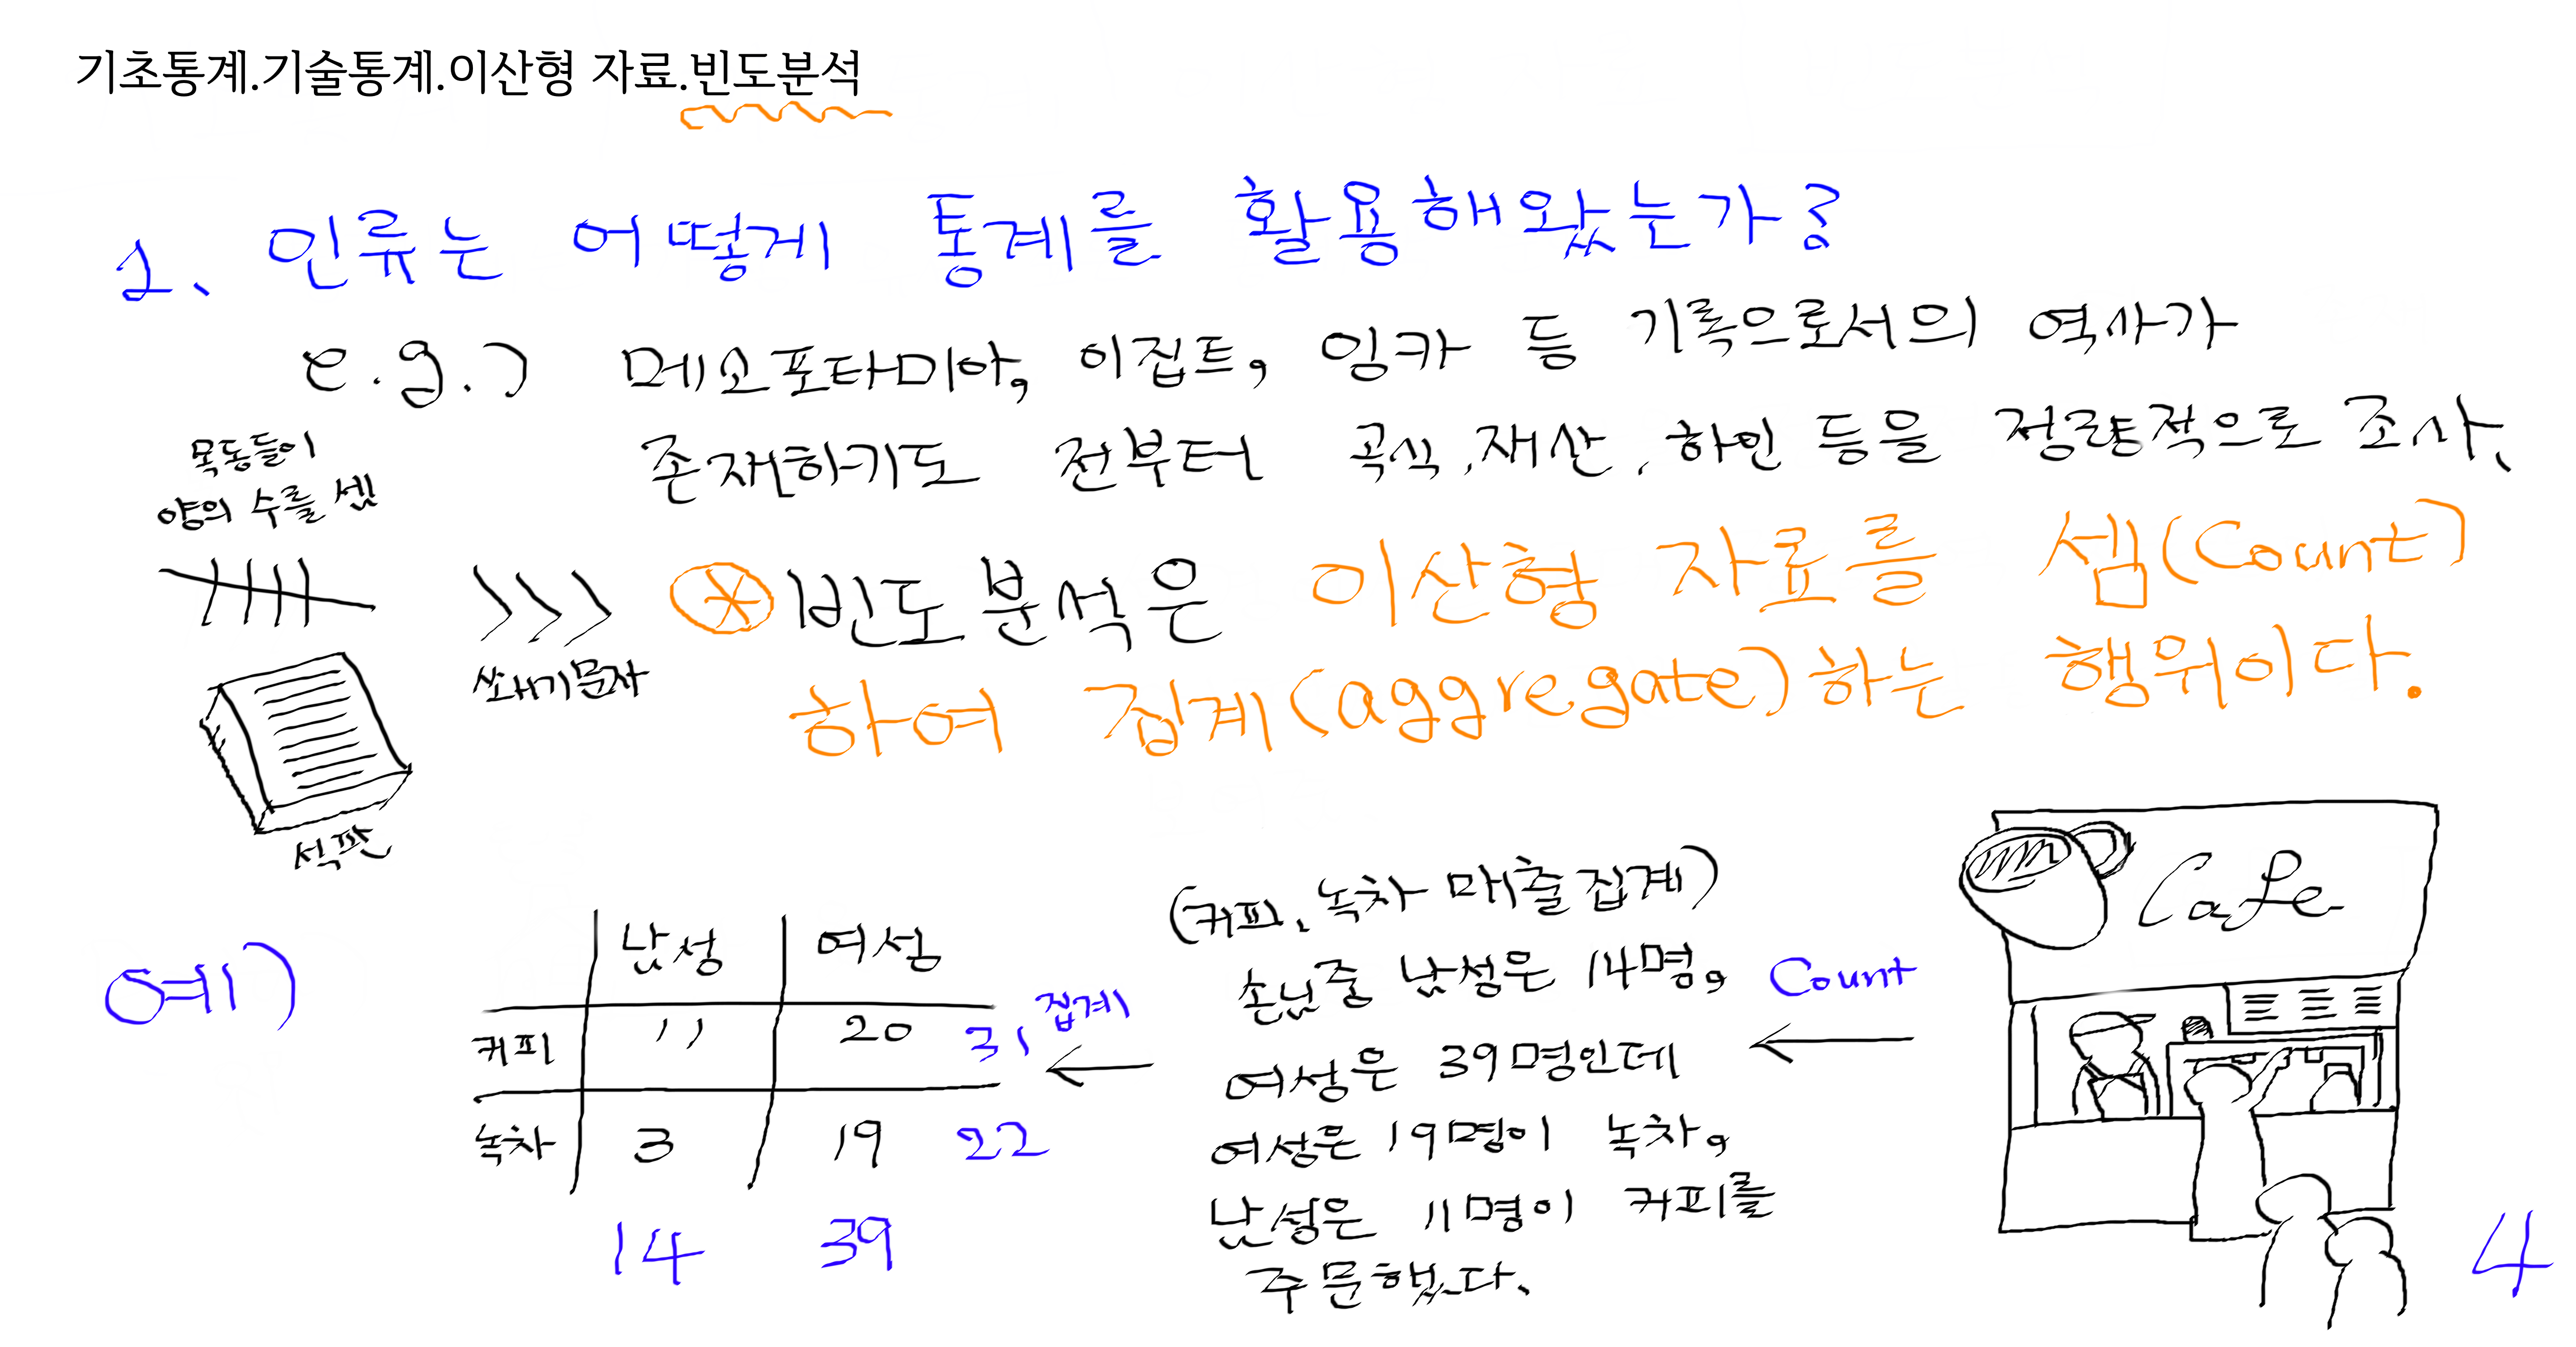 기초통계.기술통계.이산형 자료.빈도분석
1. 인류는 어떻게 통계를 활용해왔는가?
e.g.) 메소포타미아, 이집트, 잉카 등 기록으로서의 역사가
존재하기도 전부터 곡식, 재산, 하인 등을 정량적으로 조사.
목동들이
양의 수를 셈
쐐기문자
석판
* 빈도분석은 이산형 자료를 셈(Count)
하여 집계(aggregate)하는 행위이다.
예1)
남성 여성
커피 11 20 31
녹차 3 19 22
14 39
집계
(커피, 녹차 매출집계)
손님중 남성은 14명,
여성은 39명인데
여성은 19명이 녹차,
남성은 11명이 커피를
주문했다.
Count
Cafe
4